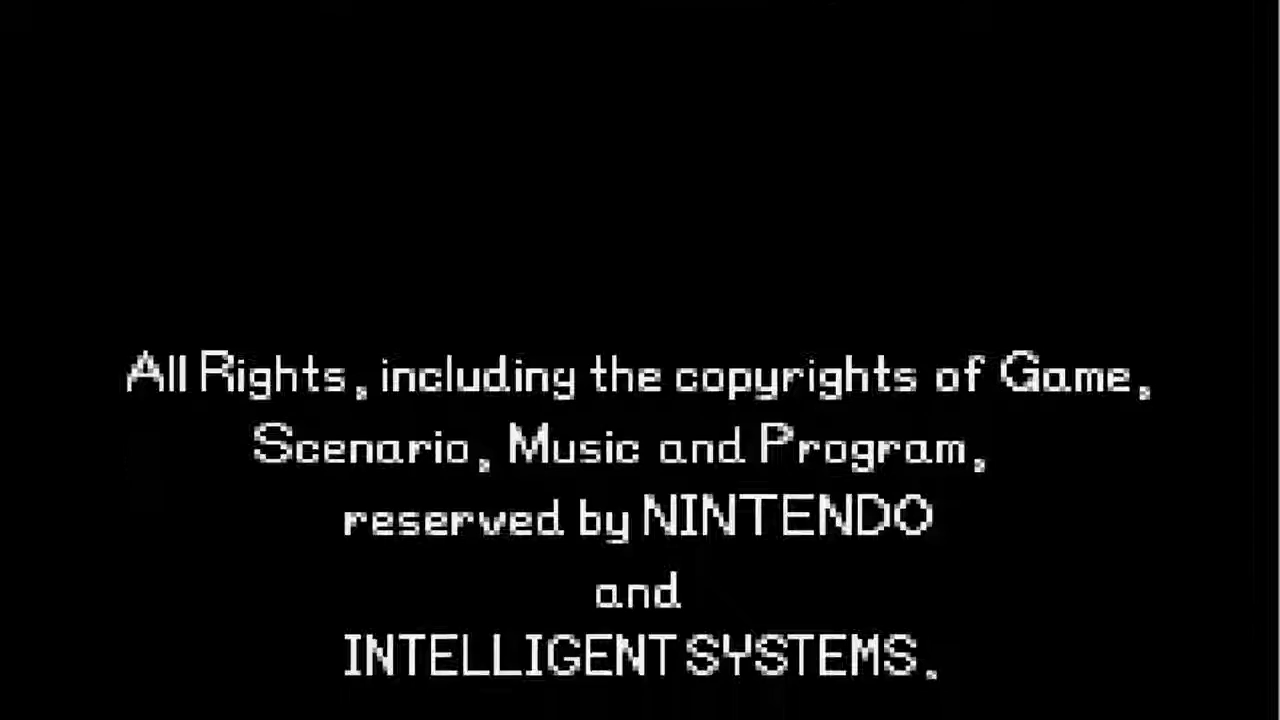 All Rights, including the copyrights of Game,
Scenario, Music and Program,
reserved by NINTENDO
and
INTELLIGENT SYSTEMS.